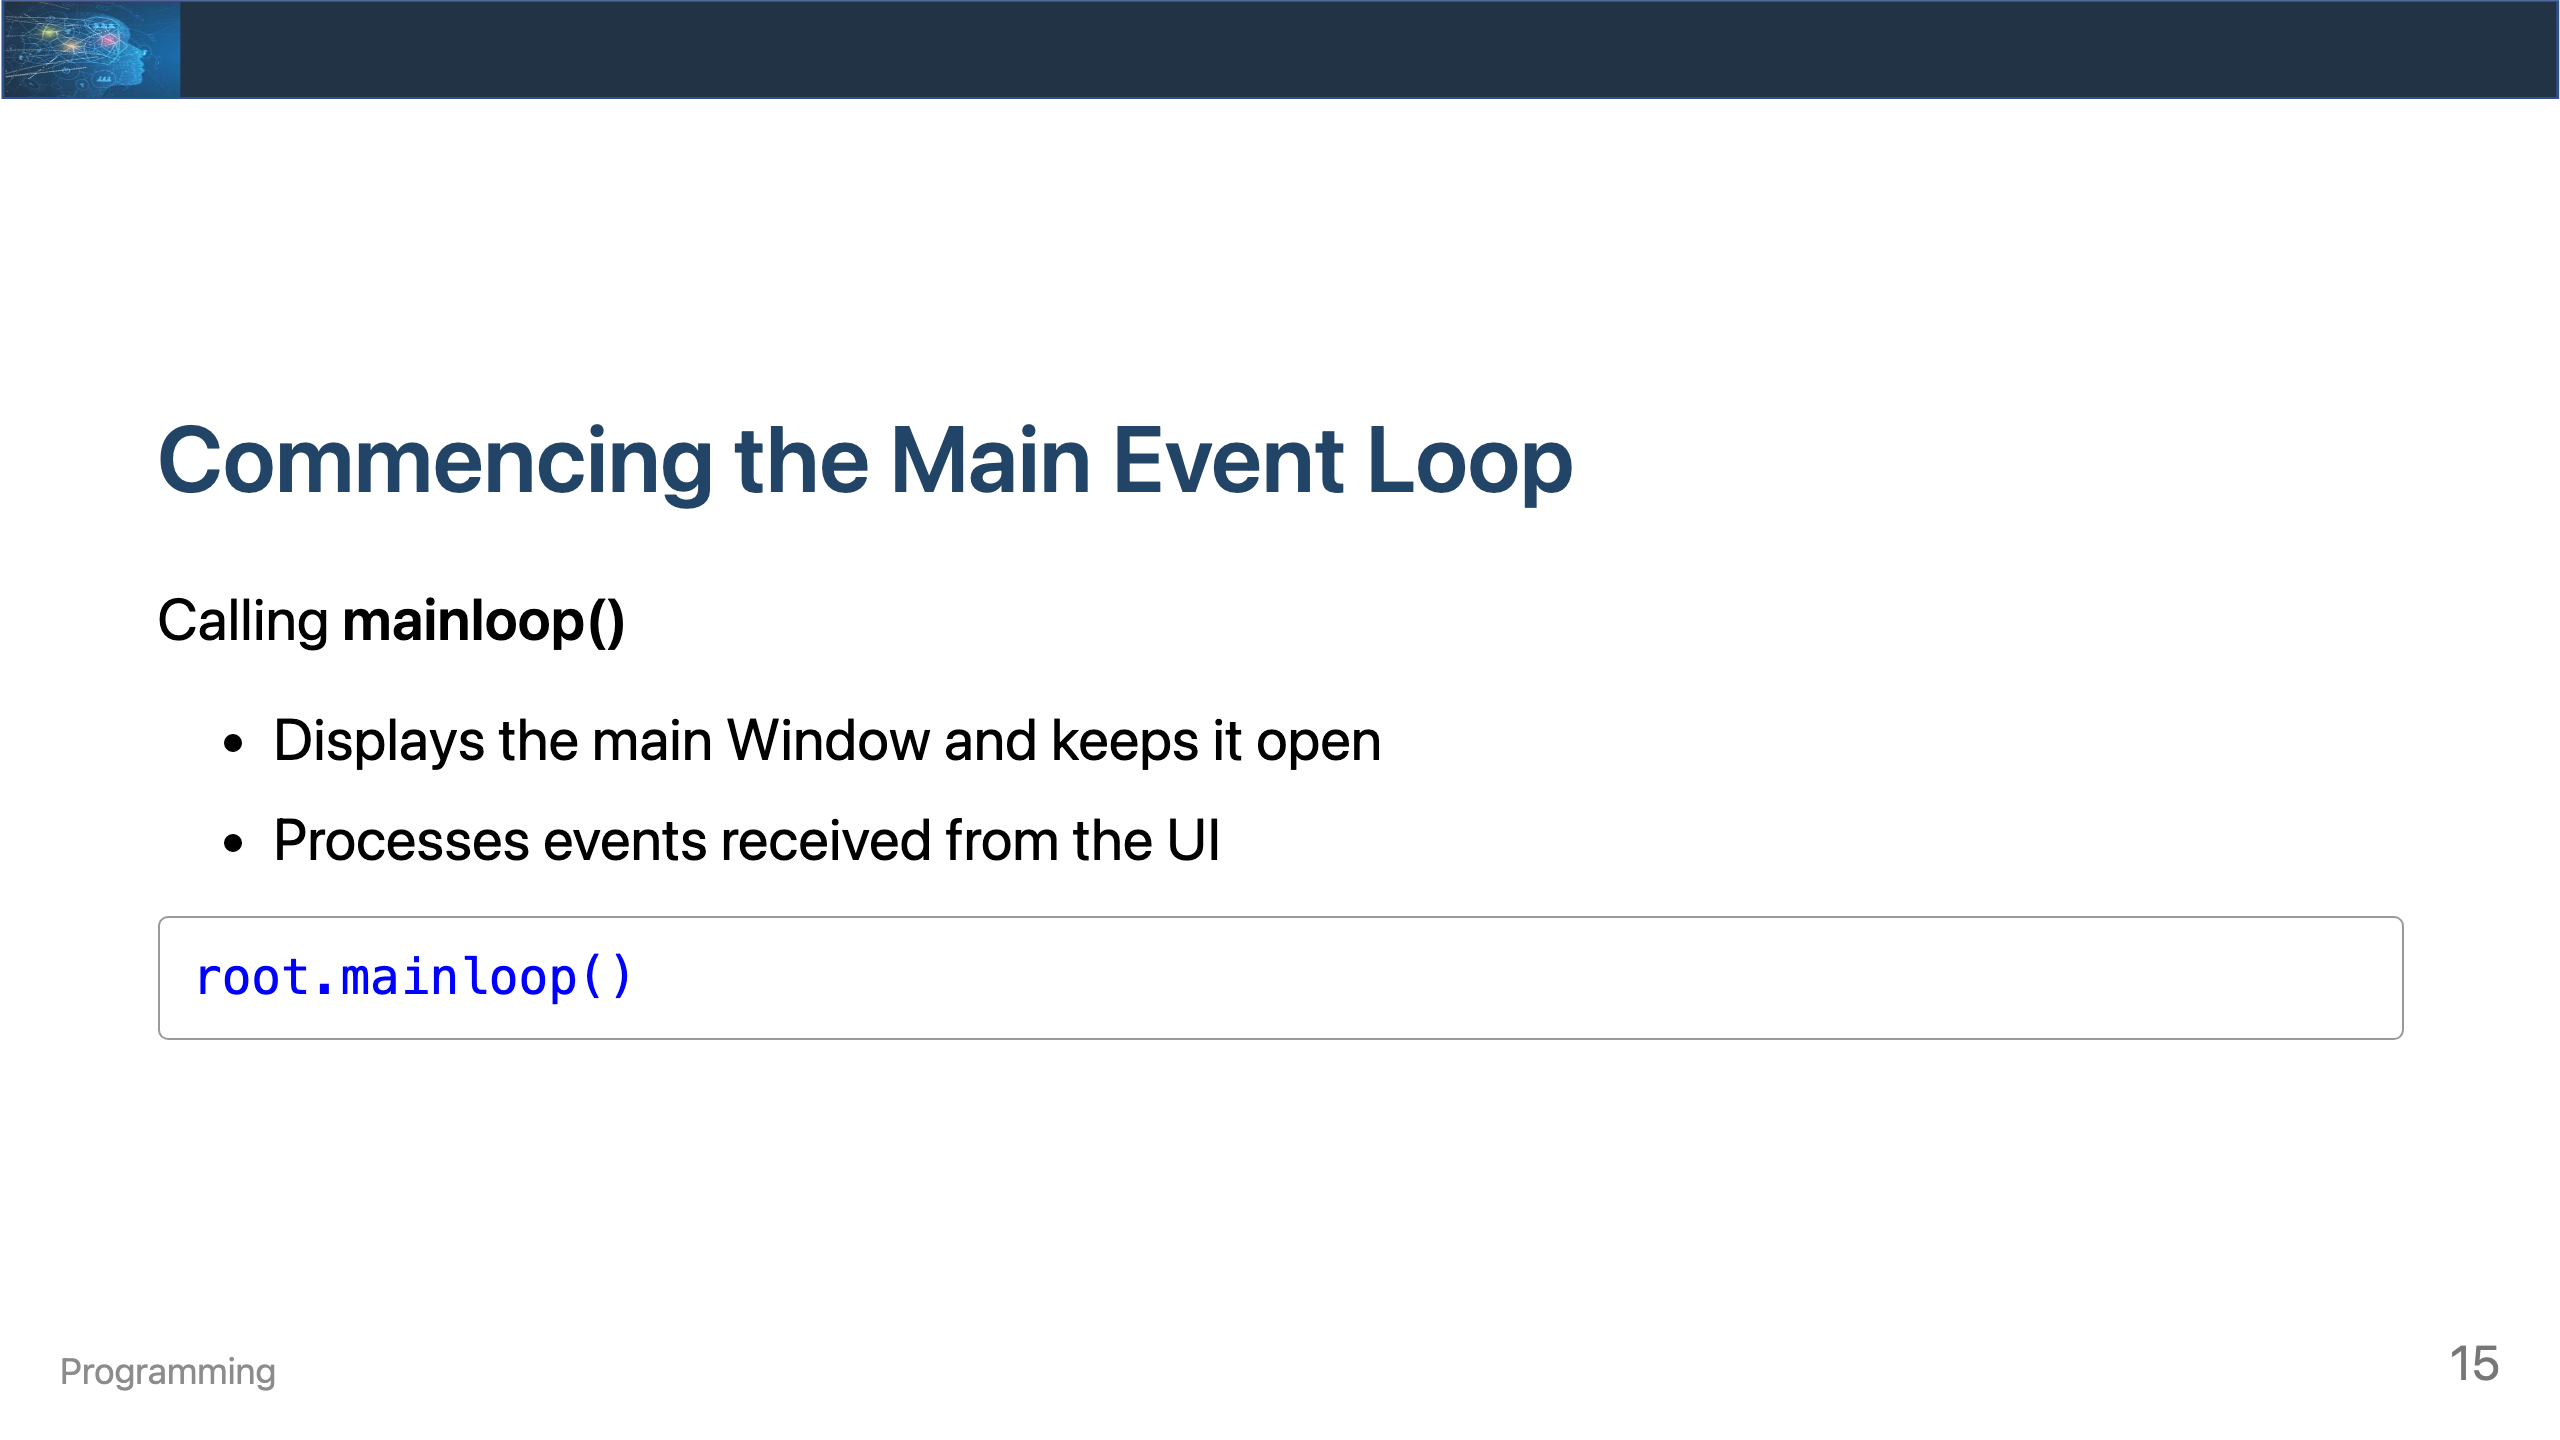 Commencing the Main Event Loop
Calling mainloop()
• Displays the main Window and keeps it open
• Processes events received from the UI
root.mainloop()
Programming
15